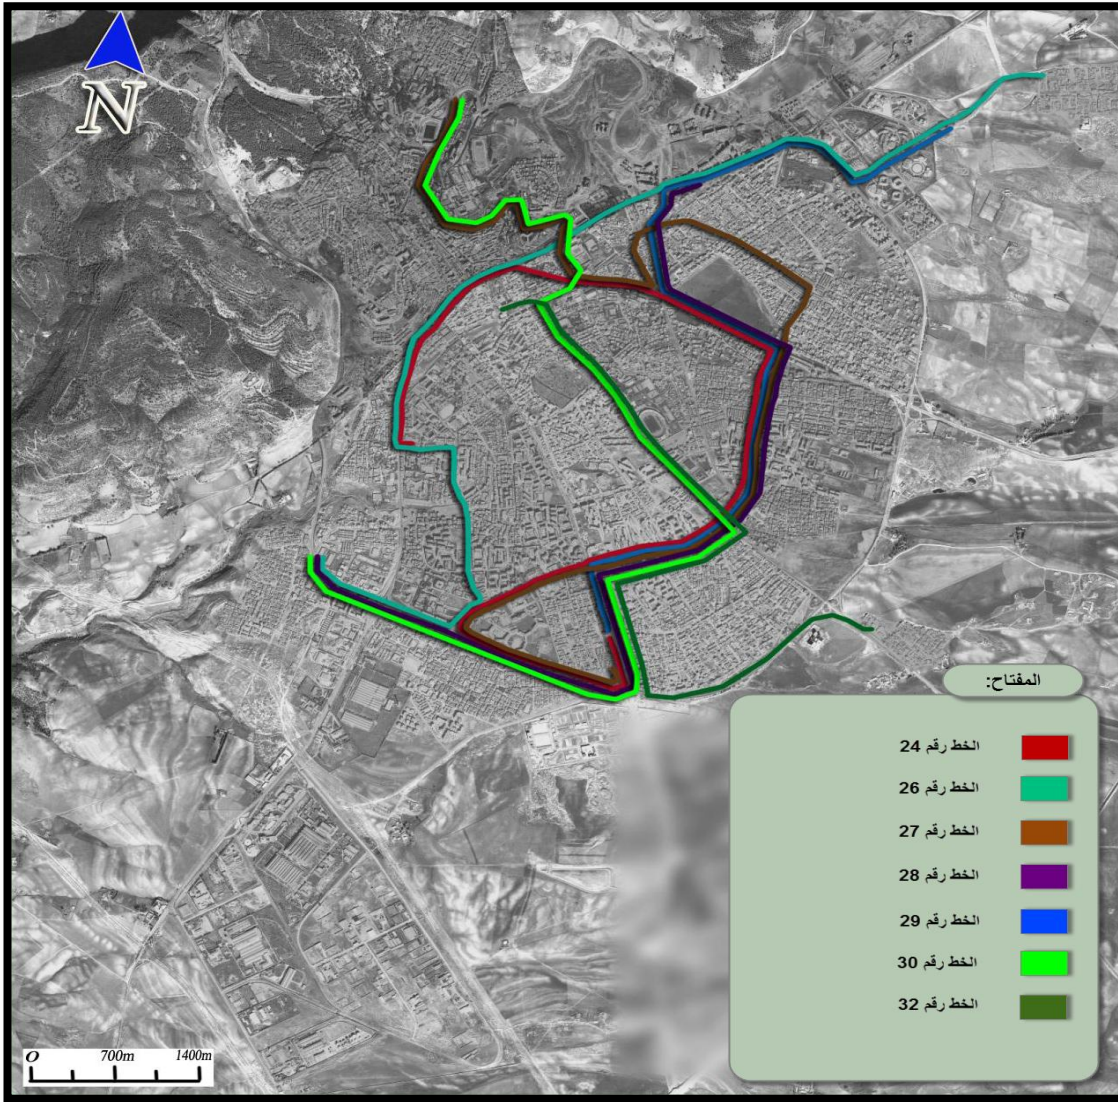 N
المفتاح:
الخط رقم 24
الخط رقم 26
الخط رقم 27
الخط رقم 28
الخط رقم 29
الخط رقم 30
الخط رقم 32
O 700m 1400m